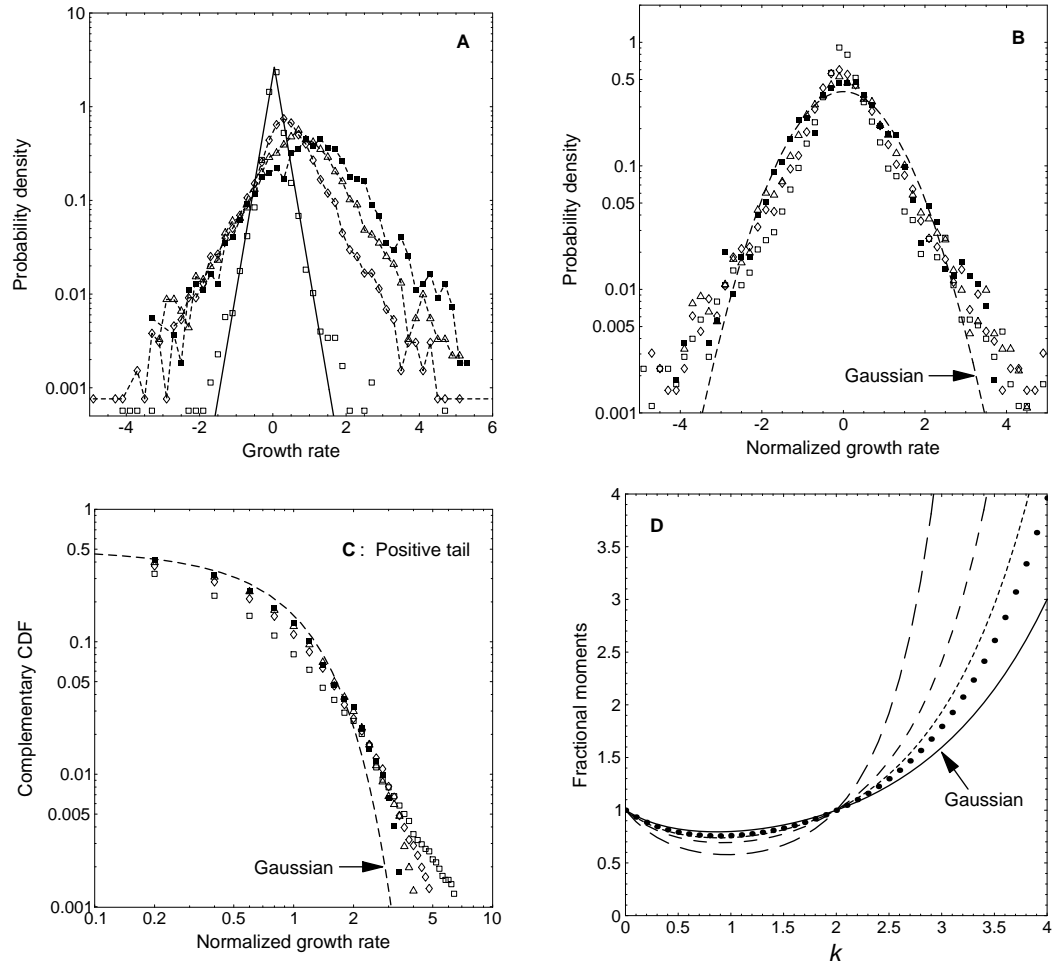 A
Probability density
10
1
0.1
0.01
0.001
-4 -2 0 2 4 6
Growth rate
B
Probability density
1
0.5
0.1
0.05
0.01
0.005
0.001
Gaussian
-4 -2 0 2 4
Normalized growth rate
C : Positive tail
Complementary CDF
1
0.5
0.1
0.05
0.01
0.005
0.001
Gaussian
0.1 0.2 0.5 1 2 5 10
Normalized growth rate
D
Fractional moments
4
3.5
3
2.5
2
1.5
1
0.5
0
Gaussian
0 0.5 1 1.5 2 2.5 3 3.5 4
k